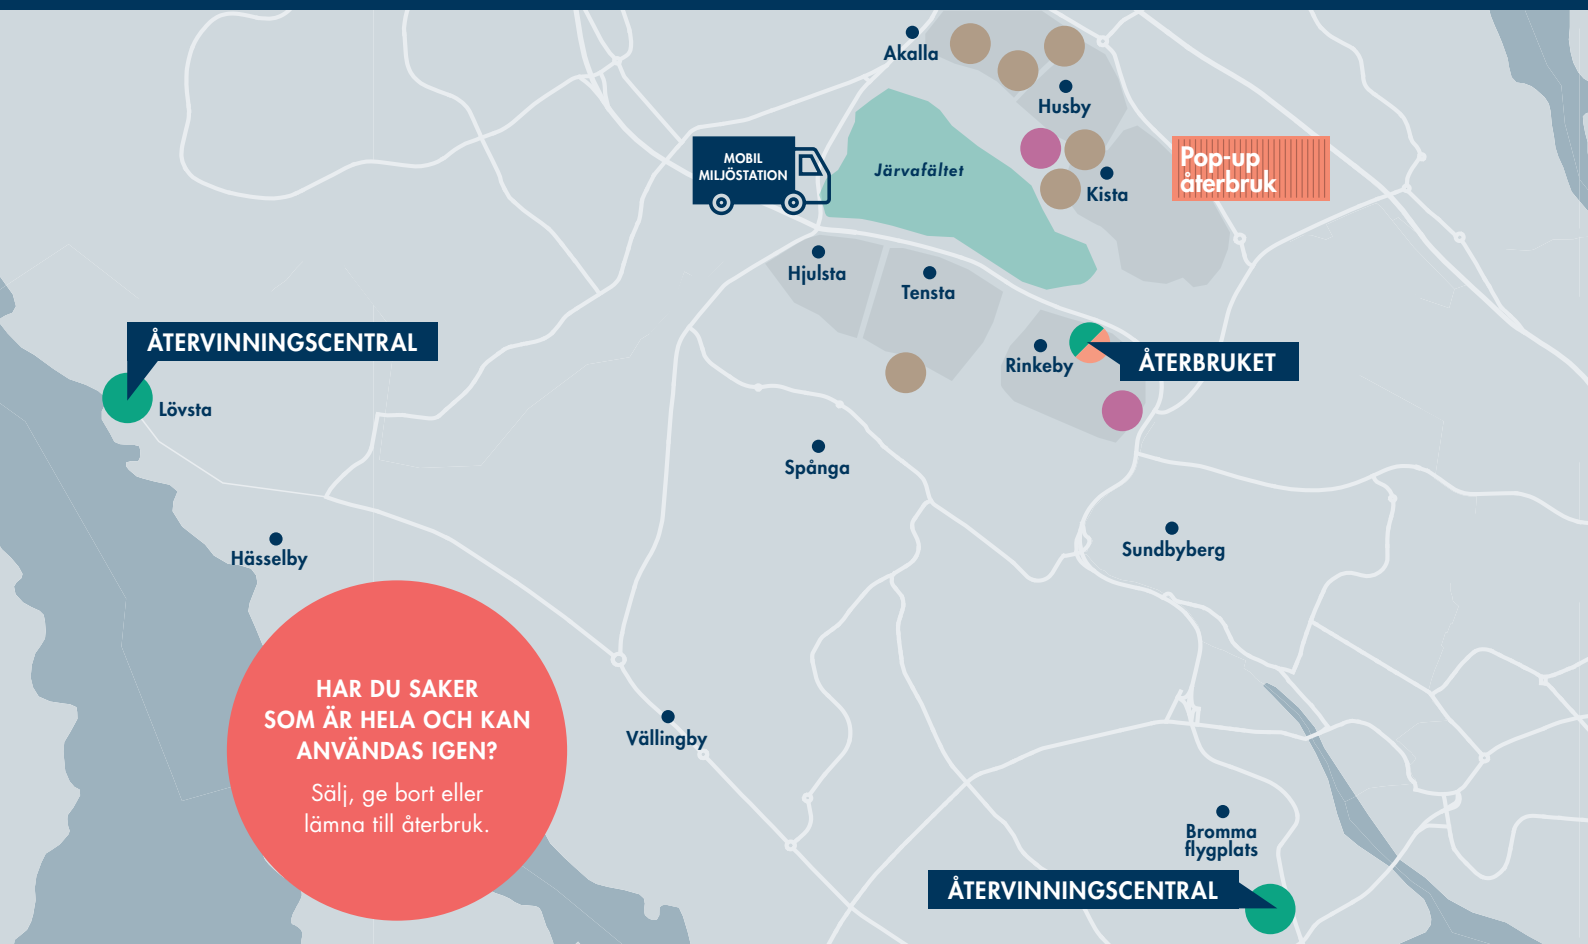 Akalla
Husby
MOBIL
MILJÖSTATION
Järvafältet
Pop-up
återbruk
Kista
Hjulsta
Tensta
ÅTERVINNINGSCENTRAL
Lövsta
Rinkeby
ÅTERBRUKET
Spånga
Hässelby
Sundbyberg
HAR DU SAKER
SOM ÄR HELA OCH KAN
ANVÄNDAS IGEN?
Sälj, ge bort eller
lämna till återbruk.
Vällingby
Bromma
flygplats
ÅTERVINNINGSCENTRAL